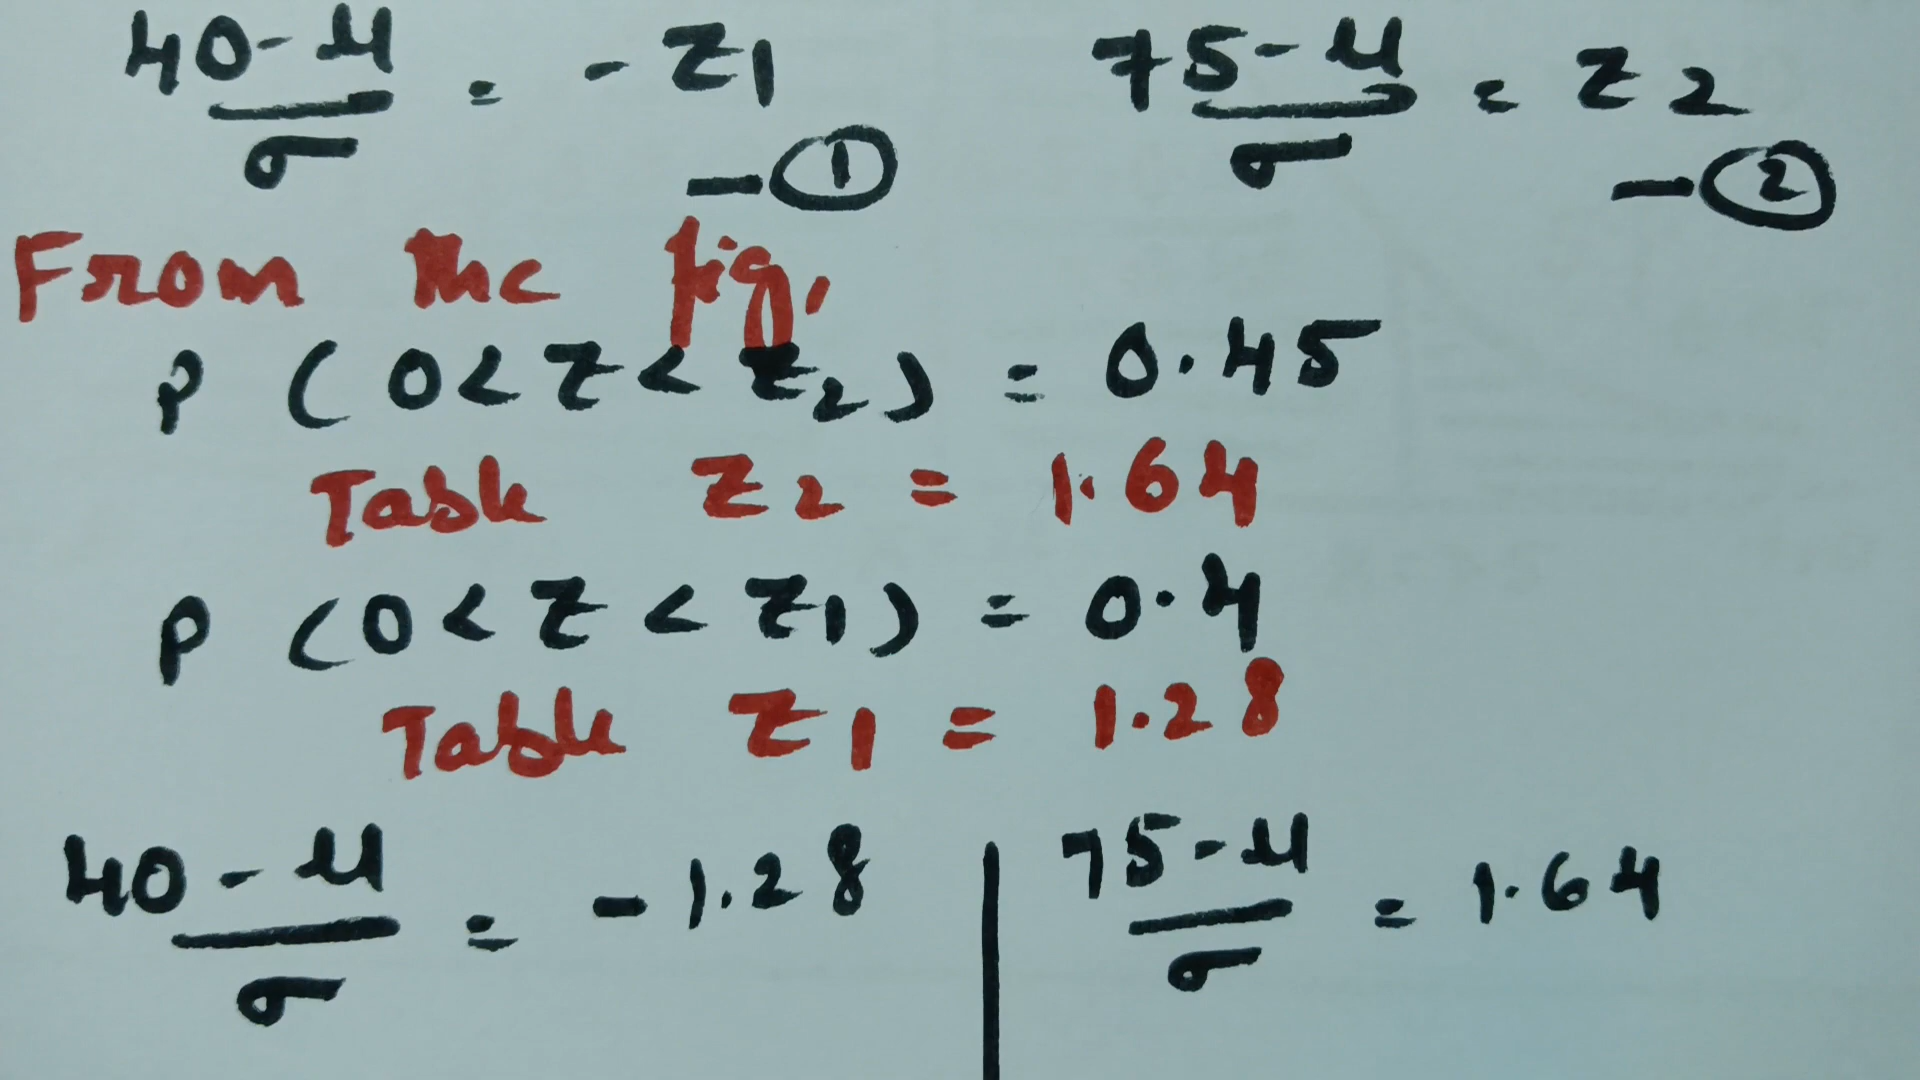 40-μ/σ = -Z1 -① 75-μ/σ = Z2 -②
From the fig,
P (0<Z<Z2) = 0.45
Table Z2 = 1.64
P (0<Z<Z1) = 0.4
Table Z1 = 1.28
40-μ/σ = -1.28 | 75-μ/σ = 1.64